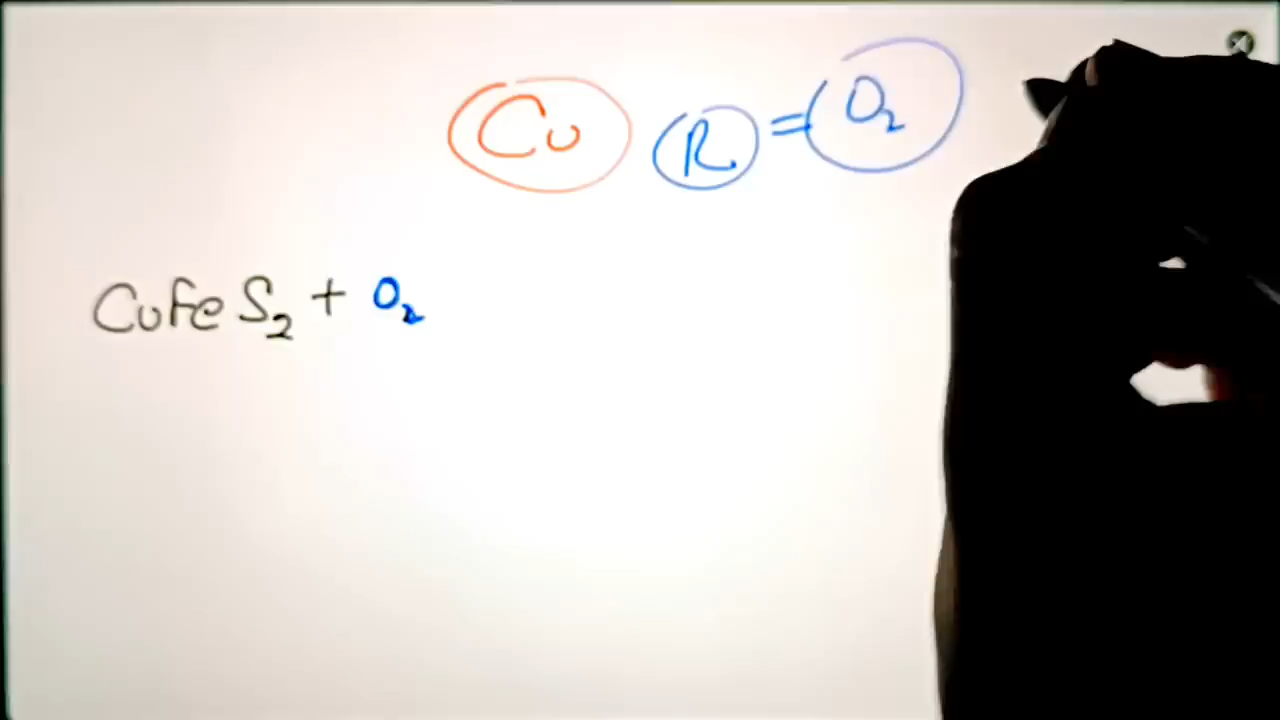 Cu R = O₂
CuFeS₂ + O₂